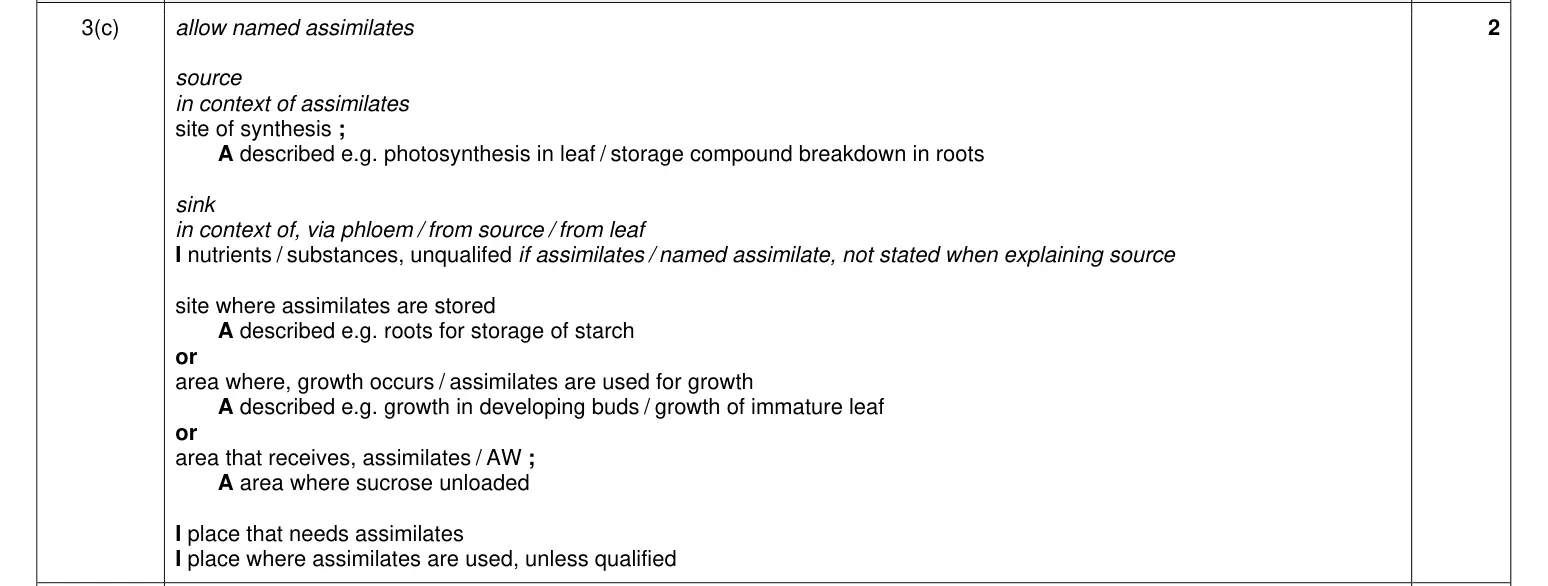 3(c) allow named assimilates 2
source
in context of assimilates
site of synthesis ;
A described e.g. photosynthesis in leaf / storage compound breakdown in roots
sink
in context of, via phloem / from source / from leaf
I nutrients / substances, unqualifed if assimilates / named assimilate, not stated when explaining source
site where assimilates are stored
A described e.g. roots for storage of starch
or
area where, growth occurs / assimilates are used for growth
A described e.g. growth in developing buds / growth of immature leaf
or
area that receives, assimilates / AW ;
A area where sucrose unloaded
I place that needs assimilates
I place where assimilates are used, unless qualified